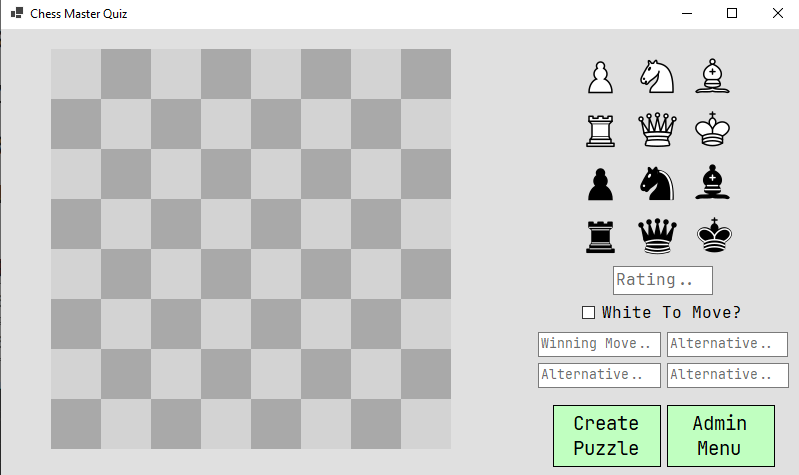 Chess Master Quiz
Rating..
White To Move?
Winning Move.. Alternative..
Alternative.. Alternative..
Create Puzzle
Admin Menu